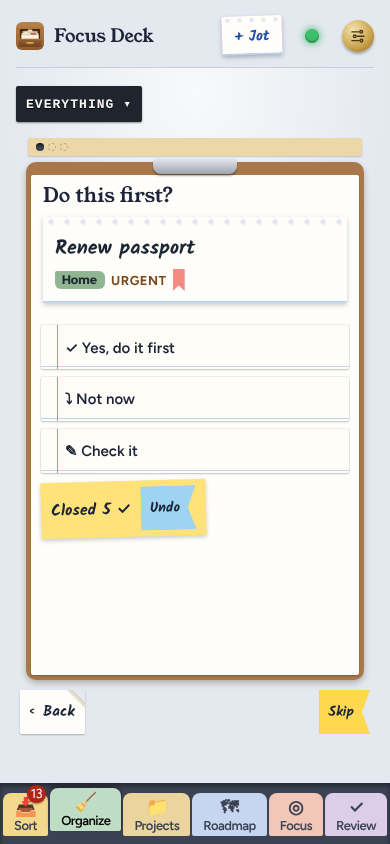 Focus Deck
+ Jot
EVERYTHING ▾
Do this first?
Renew passport
Home URGENT
✓ Yes, do it first
⤵ Not now
✎ Check it
Closed 5 ✓ Undo
‹ Back
Skip
13
Sort Organize Projects Roadmap Focus Review